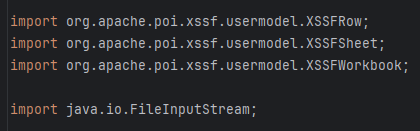 import org.apache.poi.xssf.usermodel.XSSFRow;
import org.apache.poi.xssf.usermodel.XSSFSheet;
import org.apache.poi.xssf.usermodel.XSSFWorkbook;
import java.io.FileInputStream;